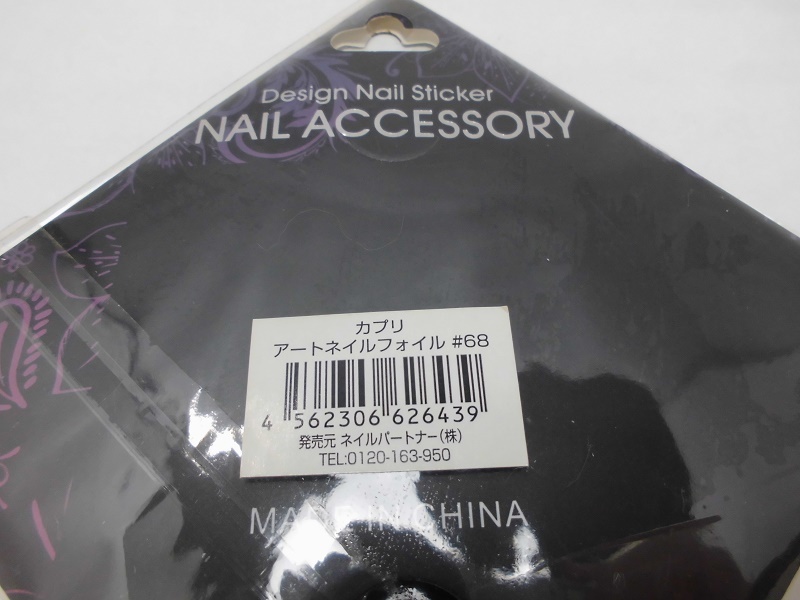 Design Nail Sticker
NAIL ACCESSORY
カプリ
アートネイルフォイル #68
4 562306 626439
発売元 ネイルパートナー(株)
TEL:0120-163-950
MADE IN CHINA